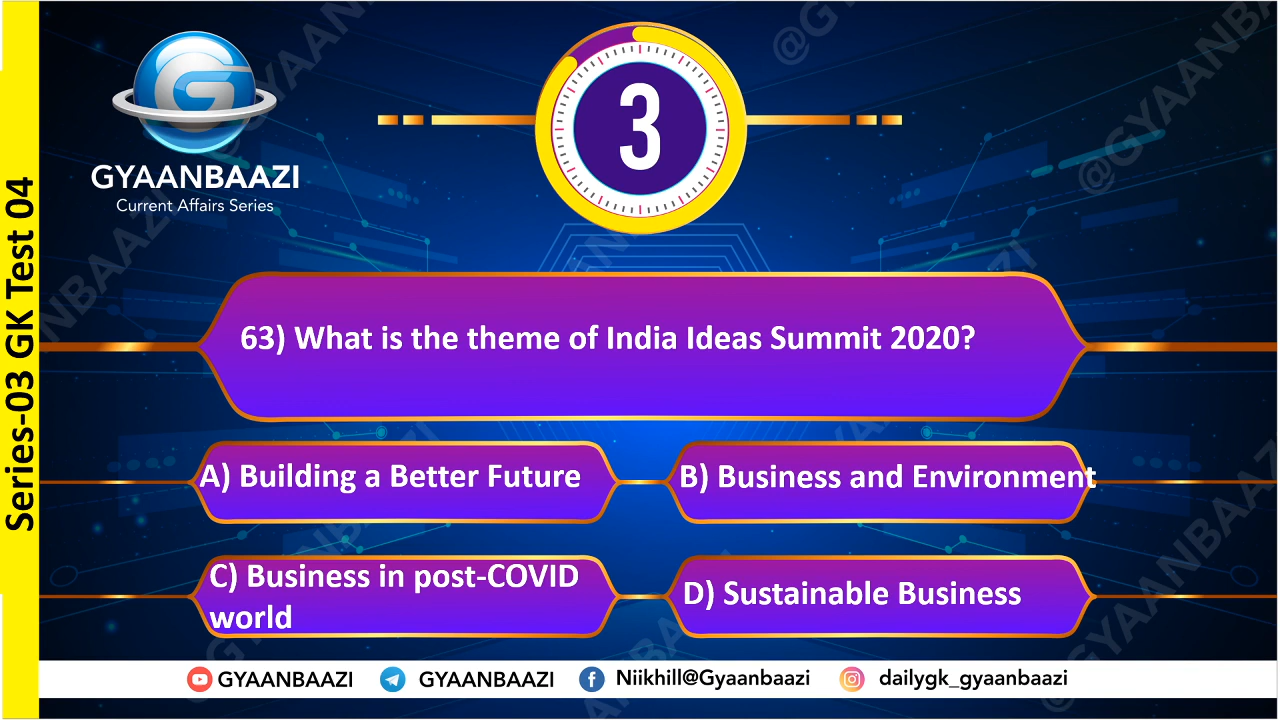 Series-03 GK Test 04
G
GYAANBAAZI
Current Affairs Series
3
63) What is the theme of India Ideas Summit 2020?
A) Building a Better Future
B) Business and Environment
C) Business in post-COVID
world
D) Sustainable Business
GYAANBAAZI
GYAANBAAZI
Niikhill@Gyaanbaazi
dailygk_gyaanbaazi
@GYAANBAAZI